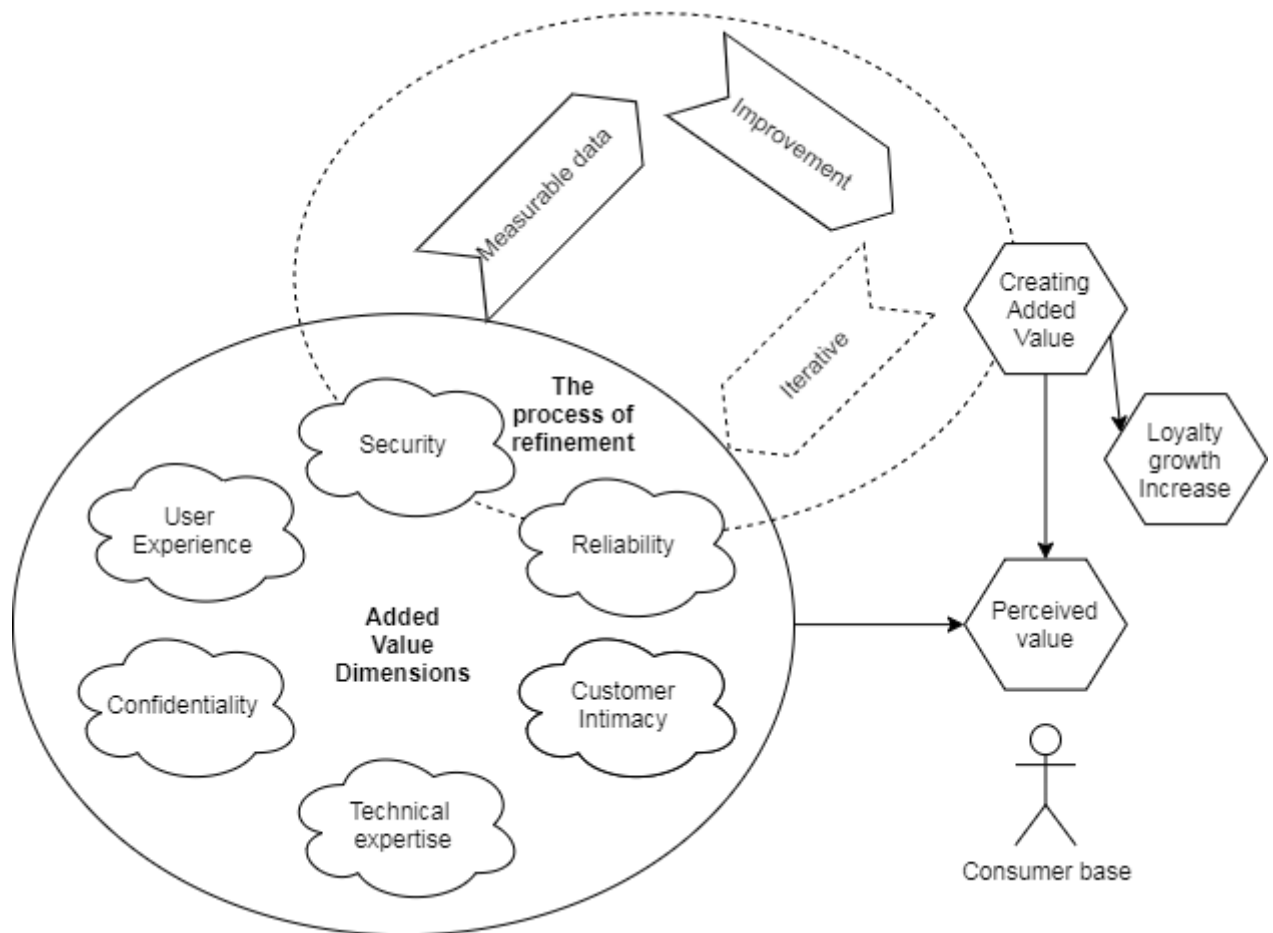 Improvement
Measurable data
Iterative
Creating
Added
Value
The
process of
refinement
Security
Loyalty
growth
Increase
User
Experience
Reliability
Added
Value
Dimensions
Perceived
value
Confidentiality
Customer
Intimacy
Technical
expertise
Consumer base